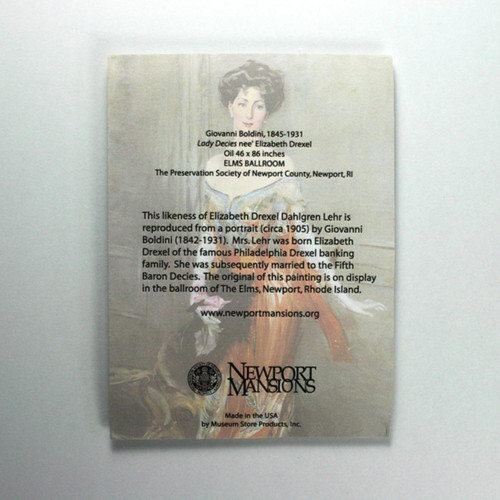 Giovanni Boldini, 1845-1931
Lady Decies nee' Elizabeth Drexel
Oil 46 x 86 inches
ELMS BALLROOM
The Preservation Society of Newport County, Newport, RI
This likeness of Elizabeth Drexel Dahlgren Lehr is
reproduced from a portrait (circa 1905) by Giovanni
Boldini (1842-1931). Mrs. Lehr was born Elizabeth
Drexel of the famous Philadelphia Drexel banking
family. She was subsequently married to the Fifth
Baron Decies. The original of this painting is on display
in the ballroom of The Elms, Newport, Rhode Island.
www.newportmansions.org
NEWPORT
MANSIONS
Made in the USA
by Museum Store Products, Inc.